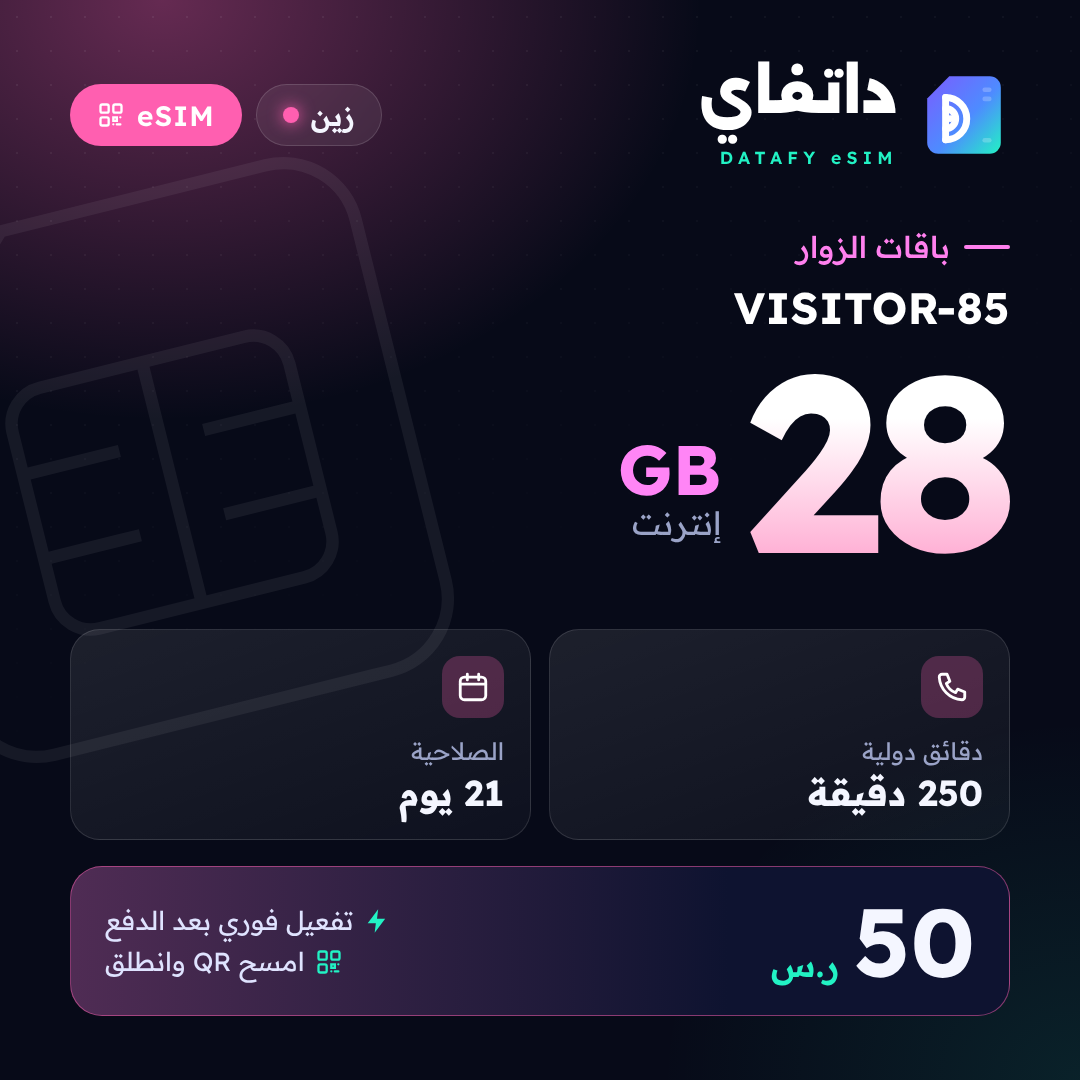 داتفاي
DATAFY eSIM
زين
eSIM
باقات الزوار
VISITOR-85
28
GB
إنترنت
دقائق دولية
250 دقيقة
الصلاحية
21 يوم
50 ر.س
تفعيل فوري بعد الدفع
امسح QR وانطلق